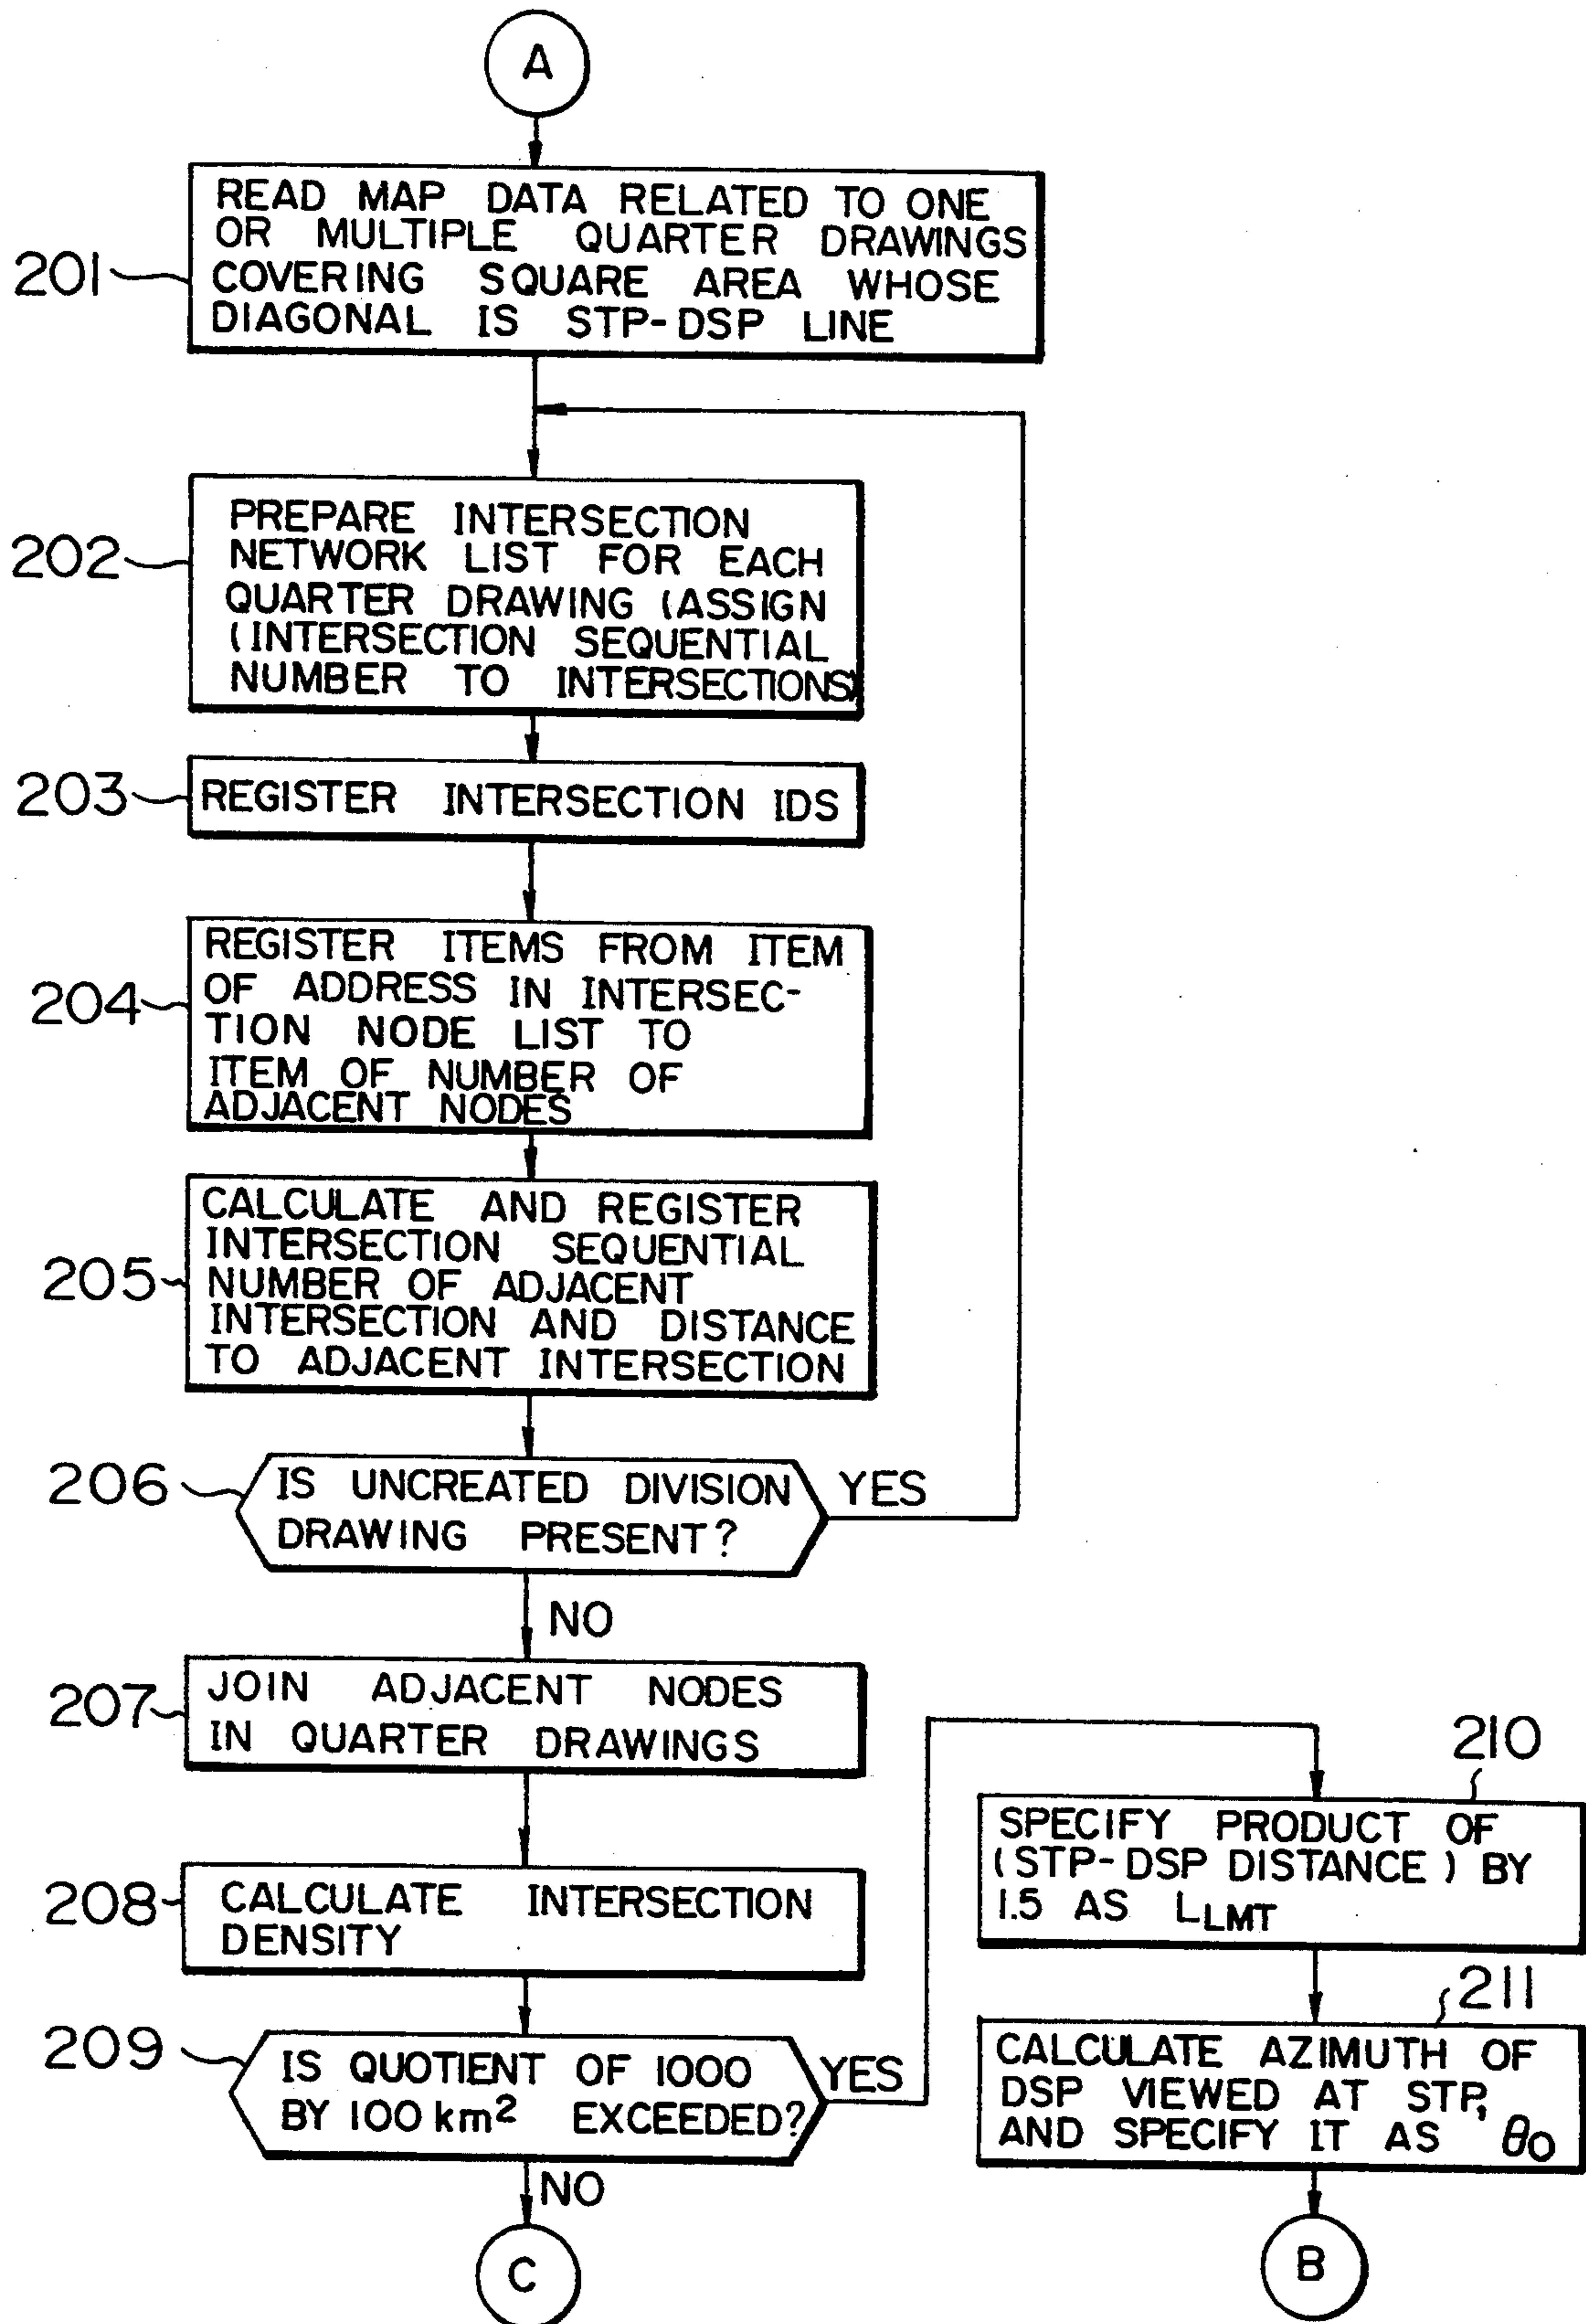 A
201
READ MAP DATA RELATED TO ONE
OR MULTIPLE QUARTER DRAWINGS
COVERING SQUARE AREA WHOSE
DIAGONAL IS STP-DSP LINE
202
PREPARE INTERSECTION
NETWORK LIST FOR EACH
QUARTER DRAWING (ASSIGN
(INTERSECTION SEQUENTIAL
NUMBER TO INTERSECTIONS)
203
REGISTER INTERSECTION IDS
204
REGISTER ITEMS FROM ITEM
OF ADDRESS IN INTERSEC-
TION NODE LIST TO
ITEM OF NUMBER OF
ADJACENT NODES
205
CALCULATE AND REGISTER
INTERSECTION SEQUENTIAL
NUMBER OF ADJACENT
INTERSECTION AND DISTANCE
TO ADJACENT INTERSECTION
206
IS UNCREATED DIVISION
DRAWING PRESENT?
YES
NO
207
JOIN ADJACENT NODES
IN QUARTER DRAWINGS
208
CALCULATE INTERSECTION
DENSITY
209
IS QUOTIENT OF 1000
BY 100 km² EXCEEDED?
YES
NO
C
210
SPECIFY PRODUCT OF
(STP-DSP DISTANCE) BY
1.5 AS LLMT
211
CALCULATE AZIMUTH OF
DSP VIEWED AT STP,
AND SPECIFY IT AS θ0
B